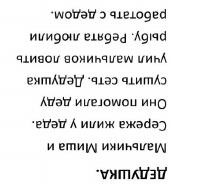 ДЕДУШКА.
Мальчики Миша и
Сережа жили у деда.
Они помогали деду
сушить сеть. Дедушка
учил мальчиков ловить
рыбу. Ребята любили
работать с дедом.